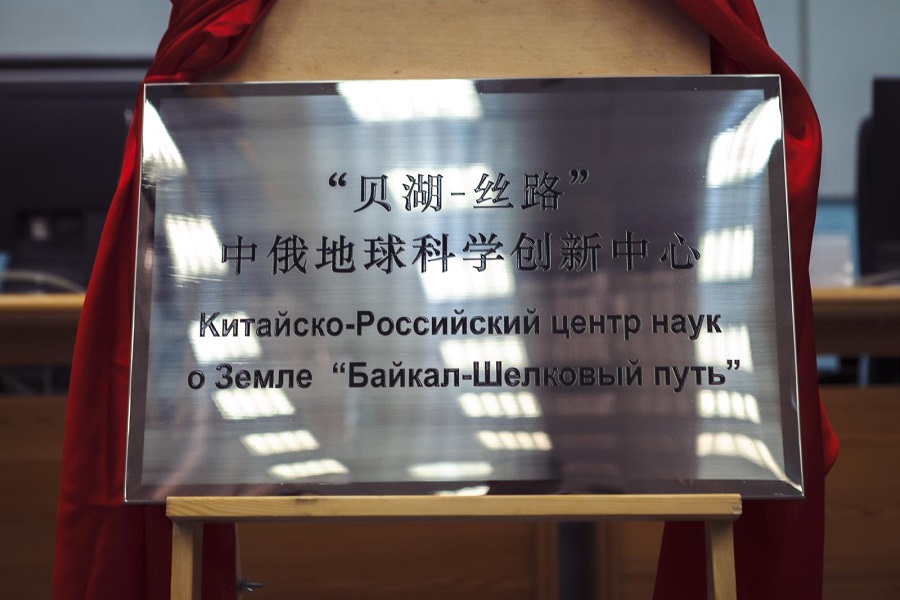 “贝湖-丝路”
中俄地球科学创新中心
Китайско-Российский центр наук
о Земле “Байкал-Шелковый путь”